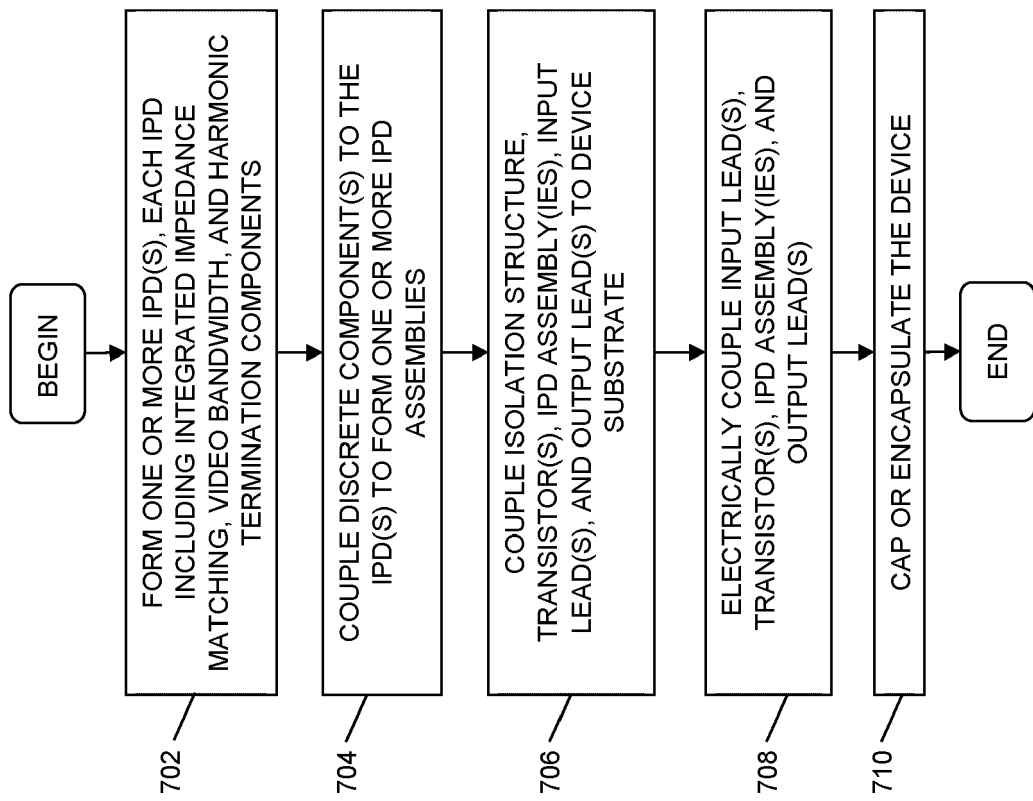 BEGIN
702
FORM ONE OR MORE IPD(S), EACH IPD
INCLUDING INTEGRATED IMPEDANCE
MATCHING, VIDEO BANDWIDTH, AND HARMONIC
TERMINATION COMPONENTS
704
COUPLE DISCRETE COMPONENT(S) TO THE
IPD(S) TO FORM ONE OR MORE IPD
ASSEMBLIES
706
COUPLE ISOLATION STRUCTURE,
TRANSISTOR(S), IPD ASSEMBLY(IES), INPUT
LEAD(S), AND OUTPUT LEAD(S) TO DEVICE
SUBSTRATE
708
ELECTRICALLY COUPLE INPUT LEAD(S),
TRANSISTOR(S), IPD ASSEMBLY(IES), AND
OUTPUT LEAD(S)
710
CAP OR ENCAPSULATE THE DEVICE
END